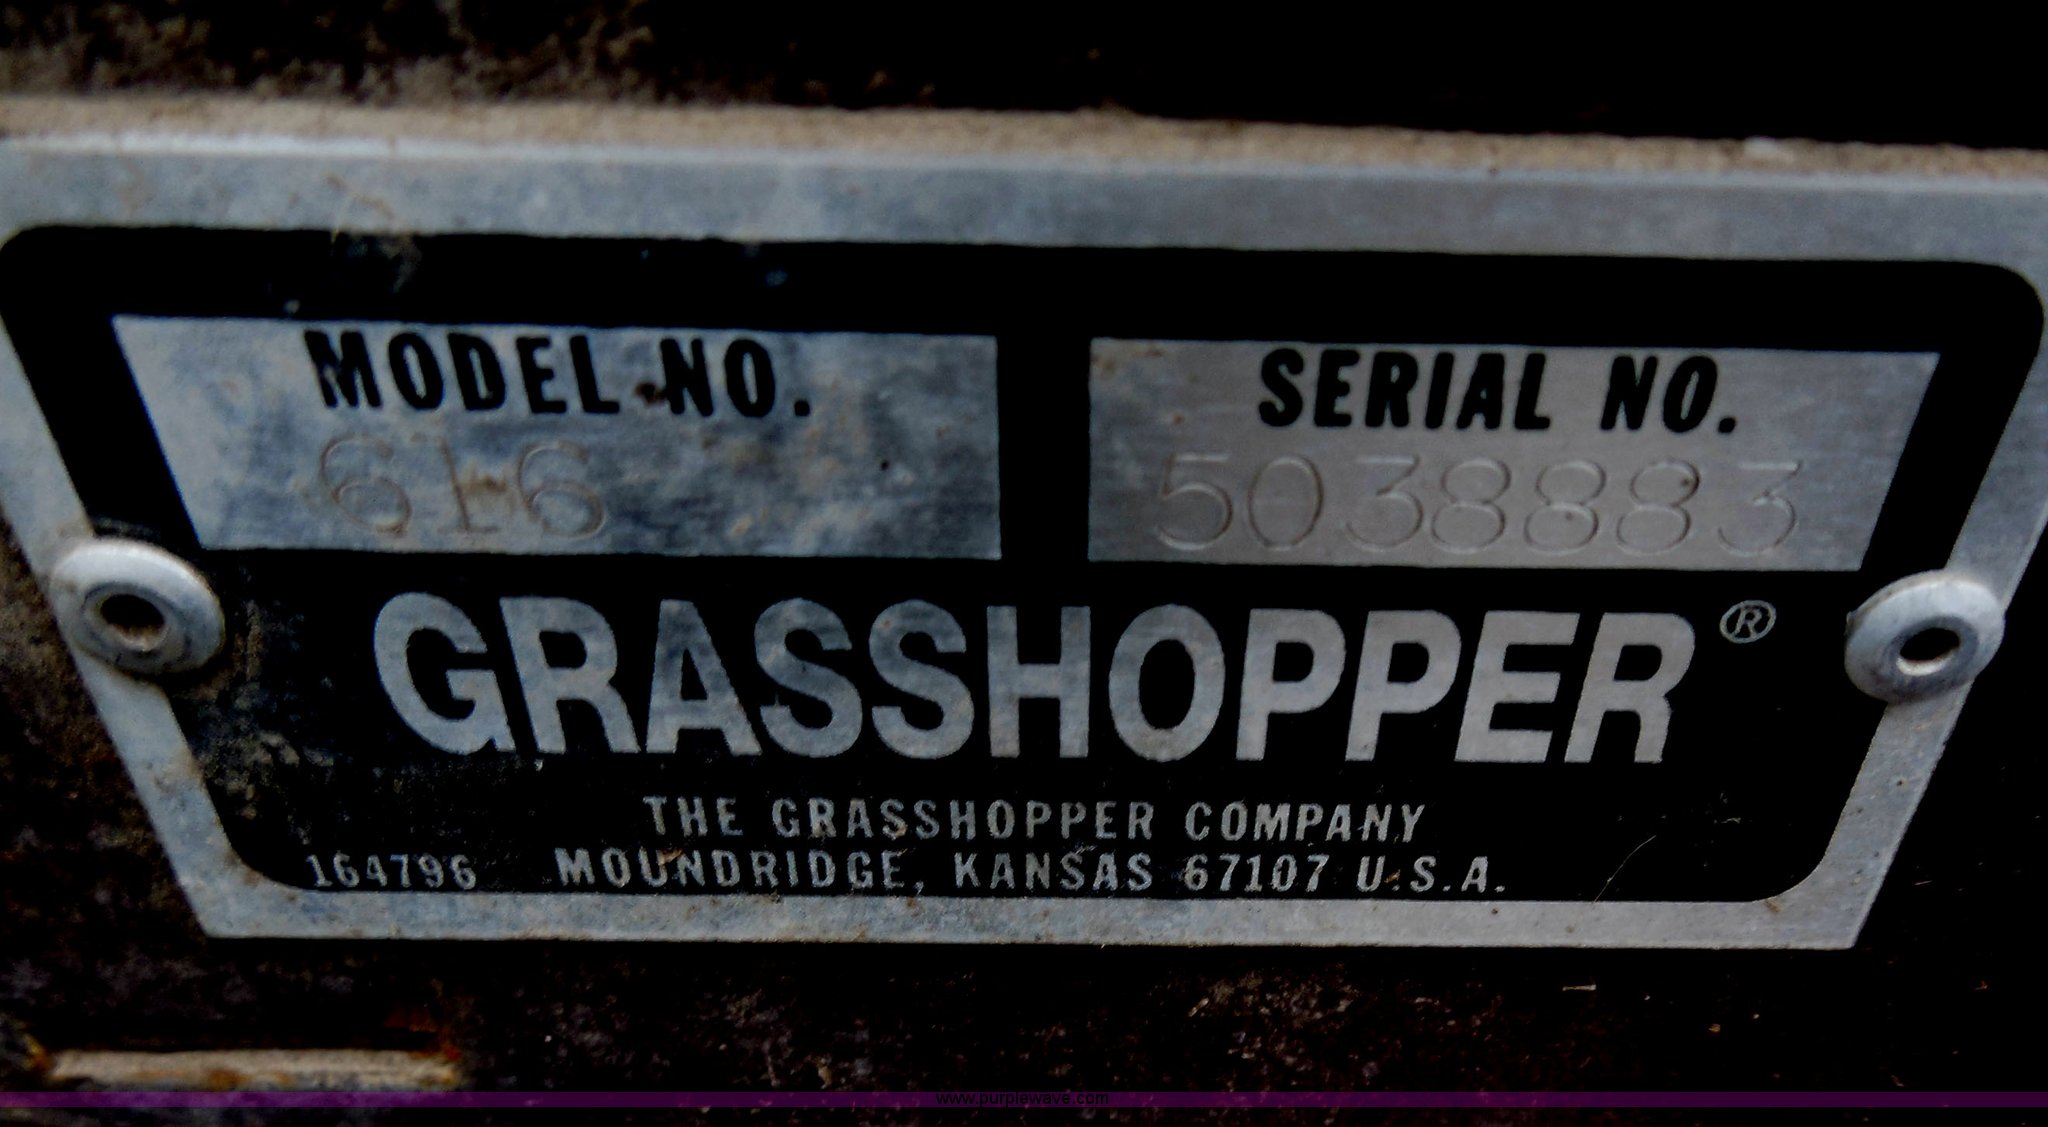 MODEL NO.
616
SERIAL NO.
5038883
GRASSHOPPER®
THE GRASSHOPPER COMPANY
164796 MOUNDRIDGE, KANSAS 67107 U.S.A.
www.purplewave.com